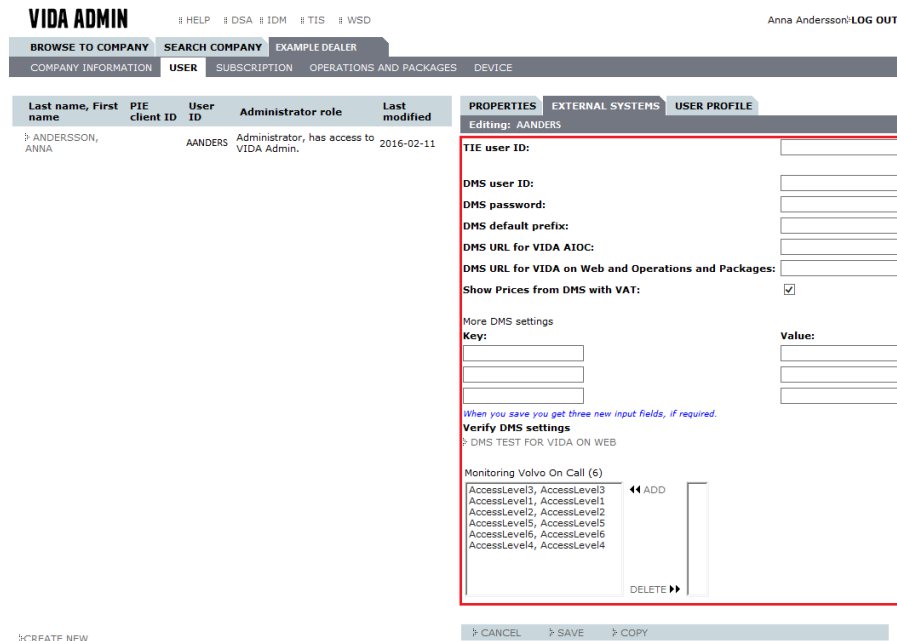 VIDA ADMIN
HELP DSA IDM TIS WSD
Anna Andersson LOG OUT
BROWSE TO COMPANY SEARCH COMPANY EXAMPLE DEALER
COMPANY INFORMATION USER SUBSCRIPTION OPERATIONS AND PACKAGES DEVICE
Last name, First name PIE client ID User ID Administrator role Last modified
ANDERSSON, ANNA AANDERS Administrator, has access to VIDA Admin. 2016-02-11
CREATE NEW
PROPERTIES EXTERNAL SYSTEMS USER PROFILE
Editing: AANDERS
TIE user ID:
DMS user ID:
DMS password:
DMS default prefix:
DMS URL for VIDA AIOC:
DMS URL for VIDA on Web and Operations and Packages:
Show Prices from DMS with VAT:
More DMS settings
Key: Value:
When you save you get three new input fields, if required.
Verify DMS settings
DMS TEST FOR VIDA ON WEB
Monitoring Volvo On Call (6)
AccessLevel3, AccessLevel3
AccessLevel1, AccessLevel1
AccessLevel2, AccessLevel2
AccessLevel5, AccessLevel5
AccessLevel6, AccessLevel6
AccessLevel4, AccessLevel4
ADD
DELETE
CANCEL SAVE COPY